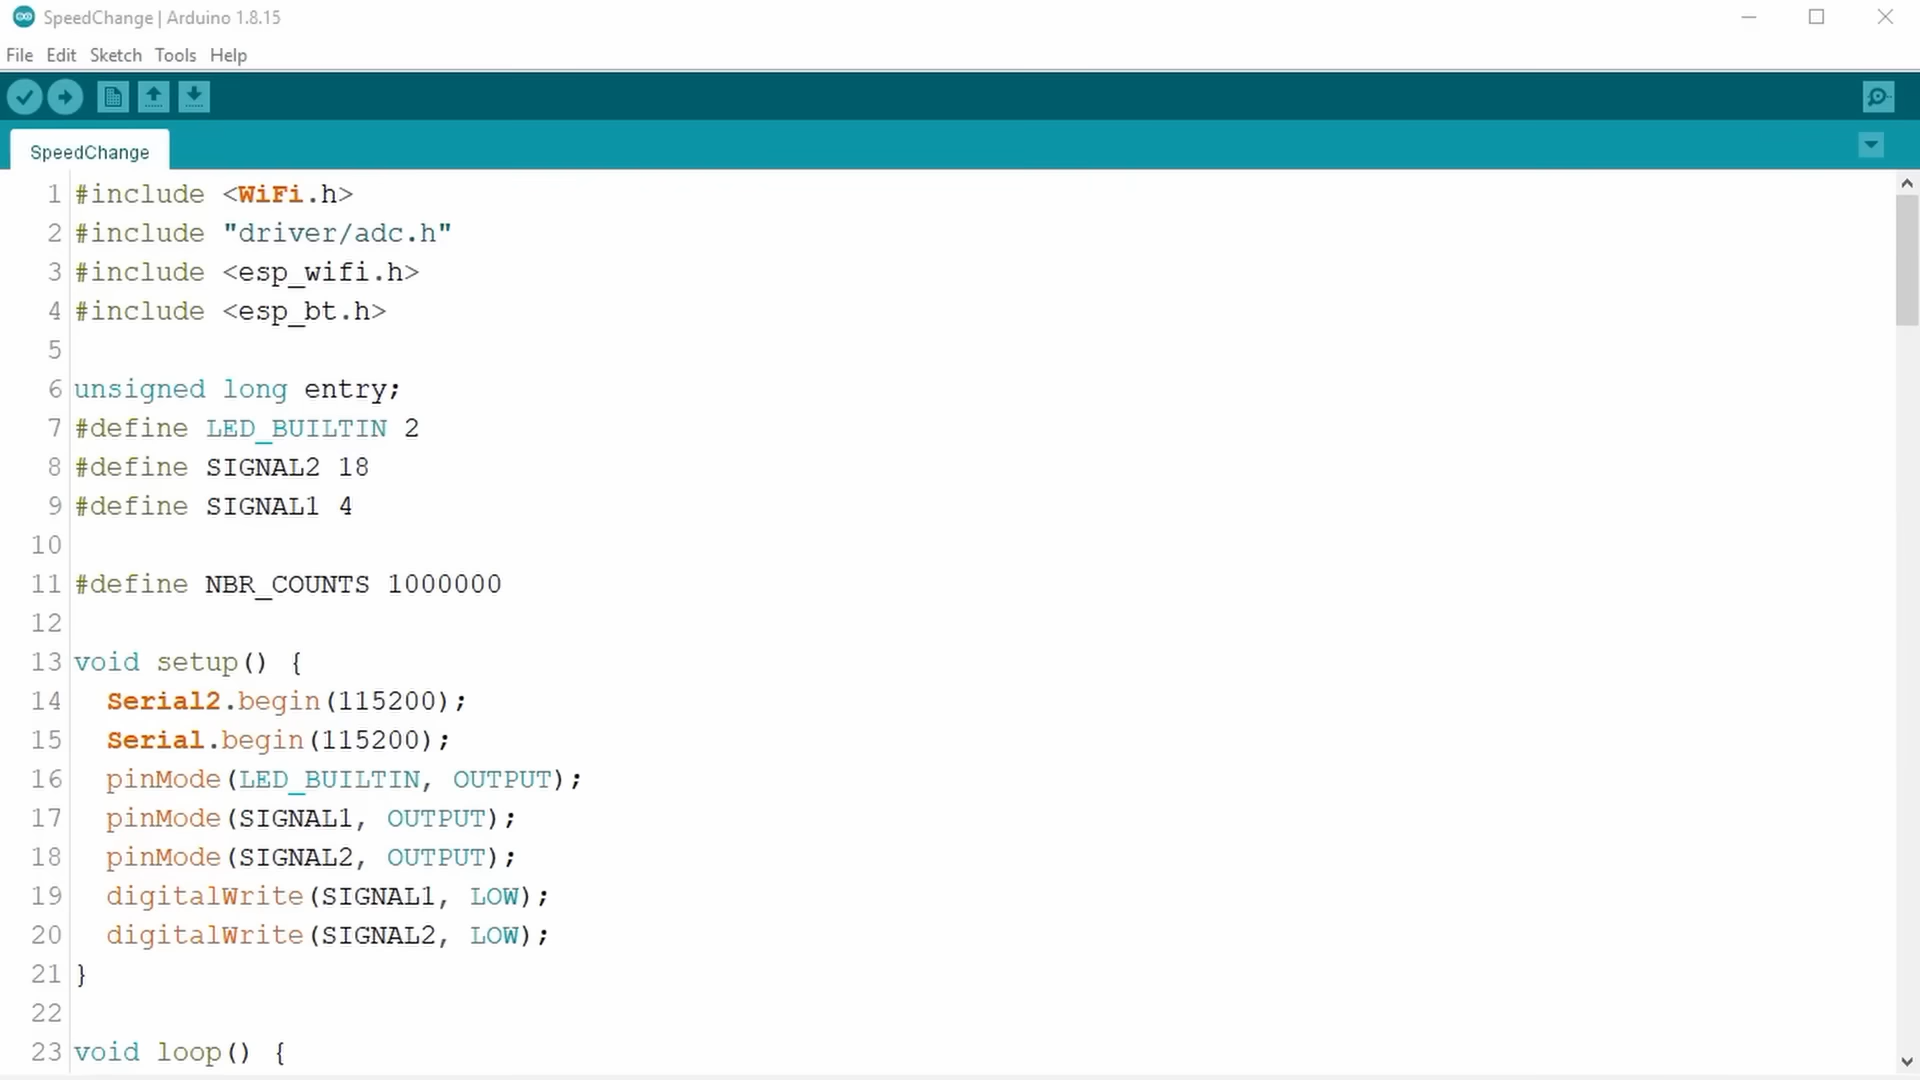 SpeedChange | Arduino 1.8.15
File Edit Sketch Tools Help
SpeedChange
1 #include <WiFi.h>
2 #include "driver/adc.h"
3 #include <esp_wifi.h>
4 #include <esp_bt.h>
5
6 unsigned long entry;
7 #define LED_BUILTIN 2
8 #define SIGNAL2 18
9 #define SIGNAL1 4
10
11 #define NBR_COUNTS 1000000
12
13 void setup() {
14   Serial2.begin(115200);
15   Serial.begin(115200);
16   pinMode(LED_BUILTIN, OUTPUT);
17   pinMode(SIGNAL1, OUTPUT);
18   pinMode(SIGNAL2, OUTPUT);
19   digitalWrite(SIGNAL1, LOW);
20   digitalWrite(SIGNAL2, LOW);
21 }
22
23 void loop() {